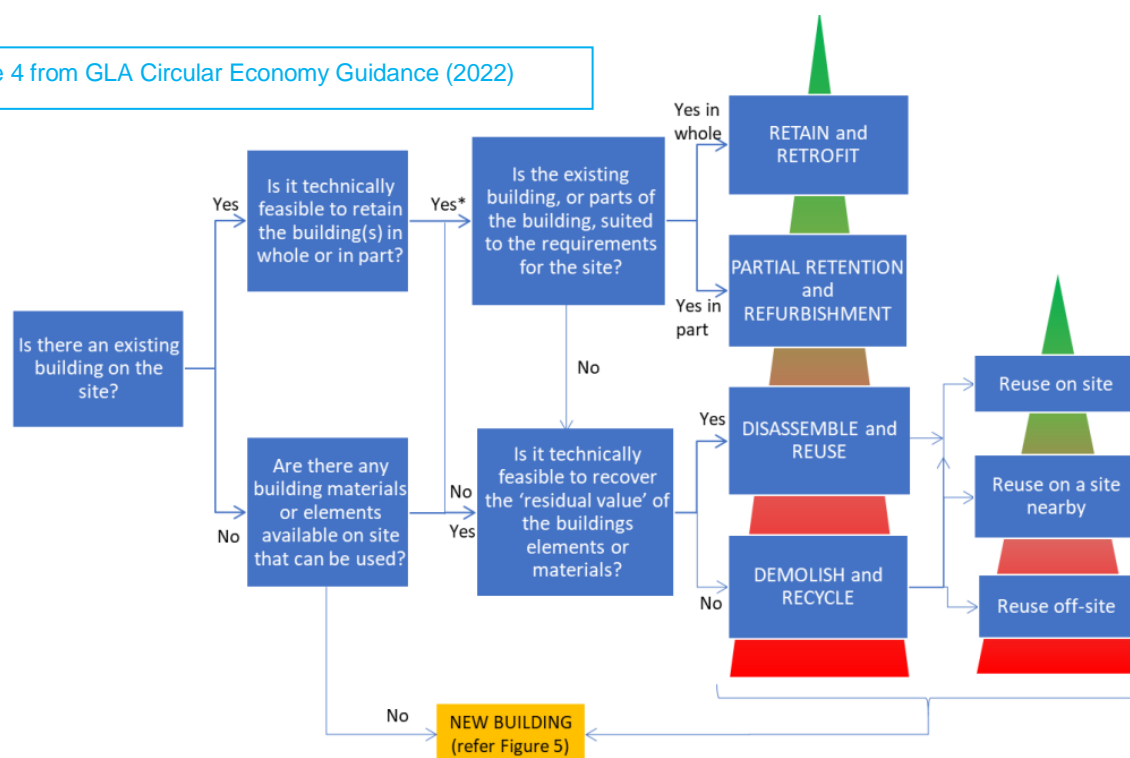 4 from GLA Circular Economy Guidance (2022)
Yes in
whole
RETAIN and
RETROFIT
Is it technically
feasible to retain
the building(s) in
whole or in part?
Yes
Yes*
Is the existing
building, or parts of
the building, suited
to the requirements
for the site?
PARTIAL RETENTION
and
REFURBISHMENT
Yes in
part
Is there an existing
building on the
site?
No
Reuse on site
Are there any
building materials
or elements
available on site
that can be used?
No
No
Yes
Is it technically
feasible to recover
the ‘residual value’ of
the buildings
elements or
materials?
Yes
DISASSEMBLE and
REUSE
Reuse on a site
nearby
No
DEMOLISH and
RECYCLE
Reuse off-site
No
NEW BUILDING
(refer Figure 5)